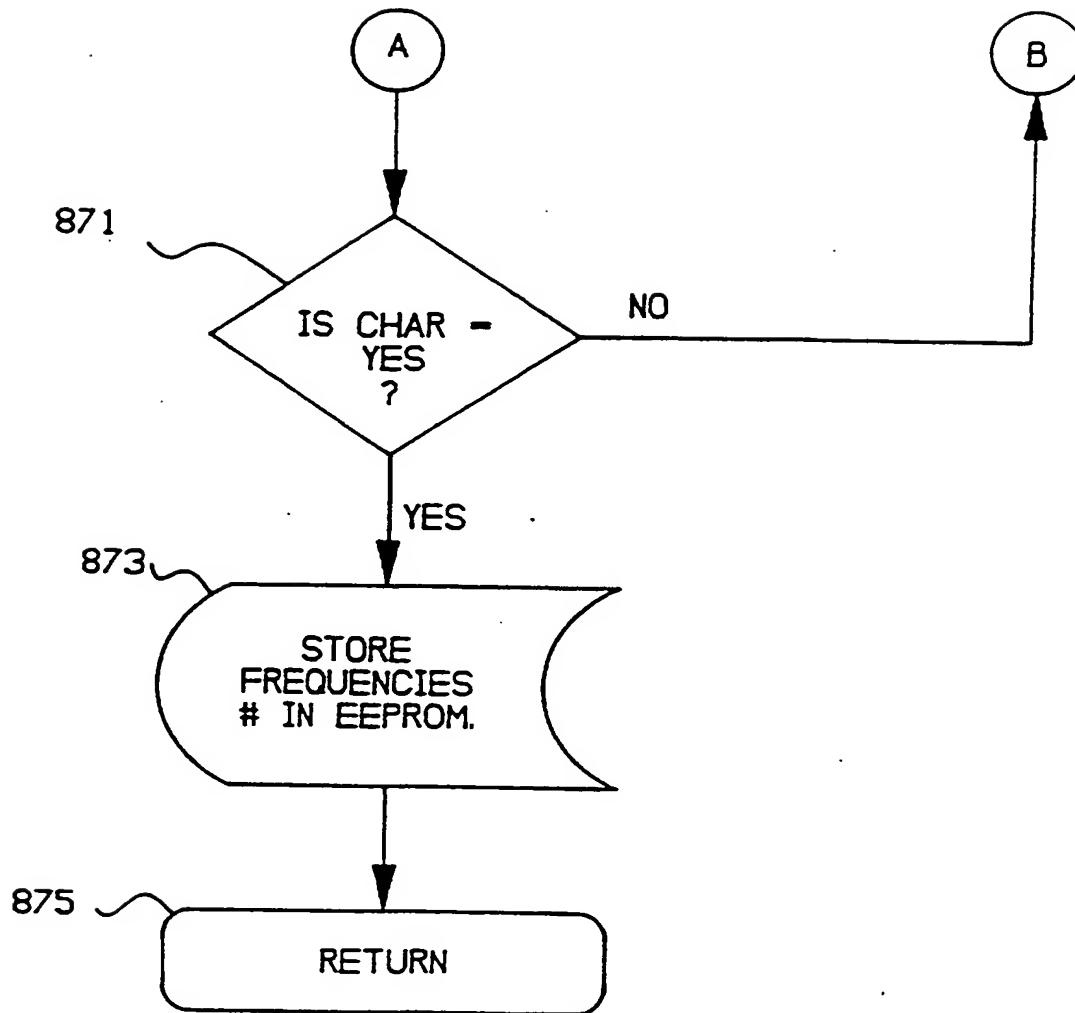 A
B
871
IS CHAR =
YES
?
NO
YES
873
STORE
FREQUENCIES
# IN EEPROM.
875
RETURN